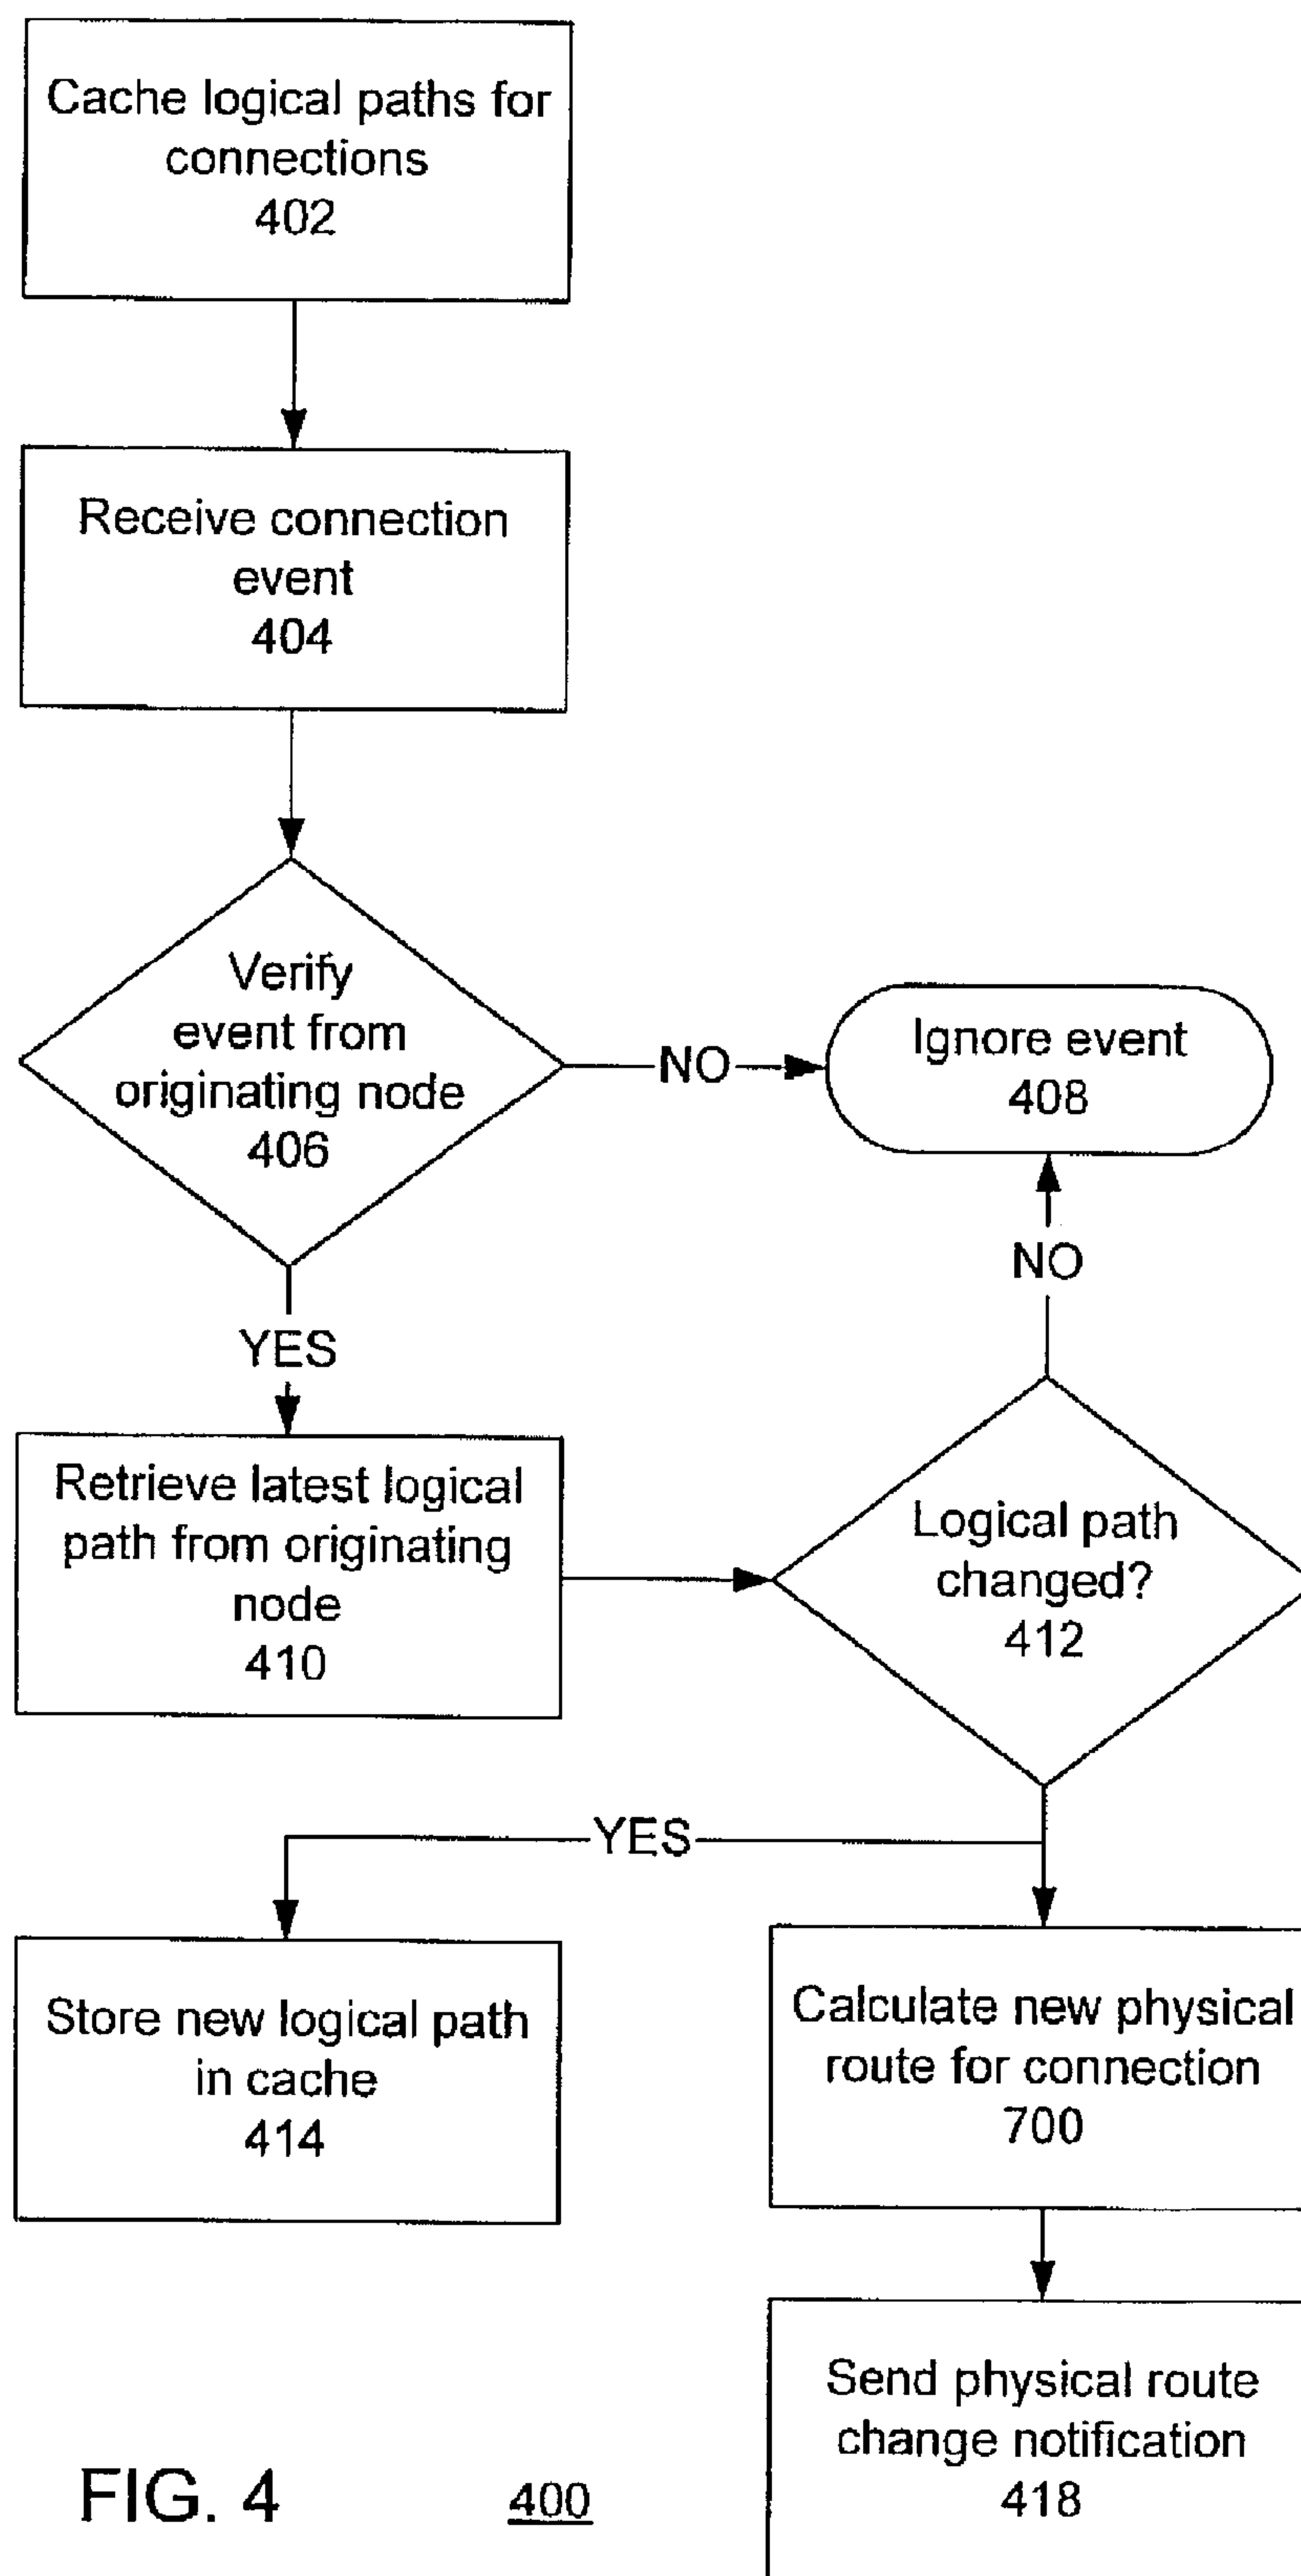 Cache logical paths for
connections
402
Receive connection
event
404
Verify
event from
originating node
406
NO
Ignore event
408
NO
YES
Retrieve latest logical
path from originating
node
410
Logical path
changed?
412
YES
Store new logical path
in cache
414
Calculate new physical
route for connection
700
Send physical route
change notification
418
FIG. 4
400